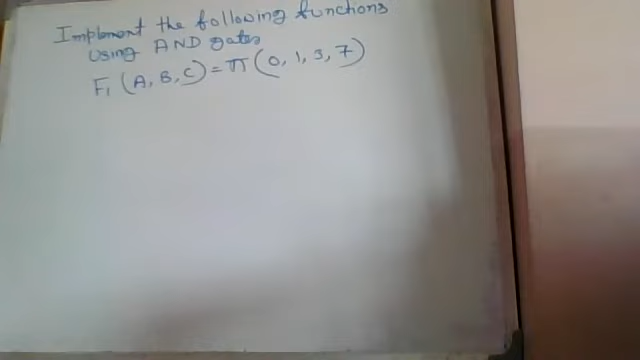 Implement the following functions
using AND gates
F₁ (A, B, C) = π (0, 1, 3, 7)